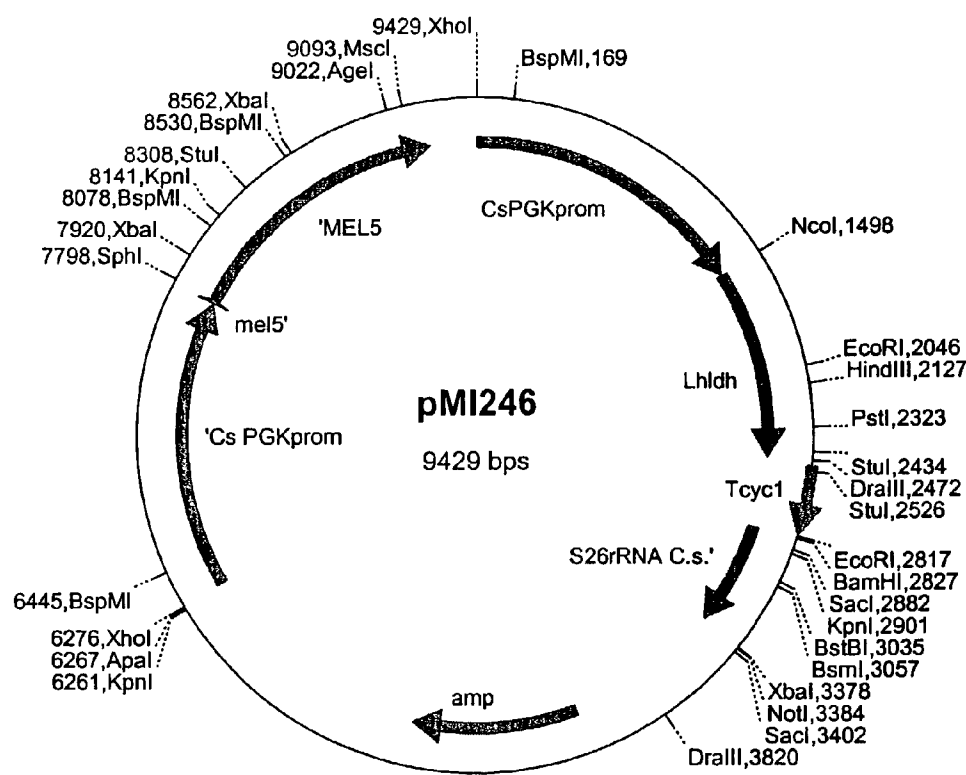 9429,XhoI
9093,MscI
9022,AgeI
BspMI,169
8562,XbaI
8530,BspMI
8308,StuI
8141,KpnI
8078,BspMI
7920,XbaI
7798,SphI
'MEL5
CsPGKprom
NcoI,1498
mel5'
EcoRI,2046
HindIII,2127
Lhldh
pMI246
9429 bps
PstI,2323
'Cs PGKprom
StuI,2434
DraIII,2472
StuI,2526
Tcyc1
S26rRNA C.s.'
EcoRI,2817
BamHI,2827
SacI,2882
KpnI,2901
BstBI,3035
BsmI,3057
6445,BspMI
6276,XhoI
6267,ApaI
6261,KpnI
XbaI,3378
NotI,3384
SacI,3402
amp
DraIII,3820